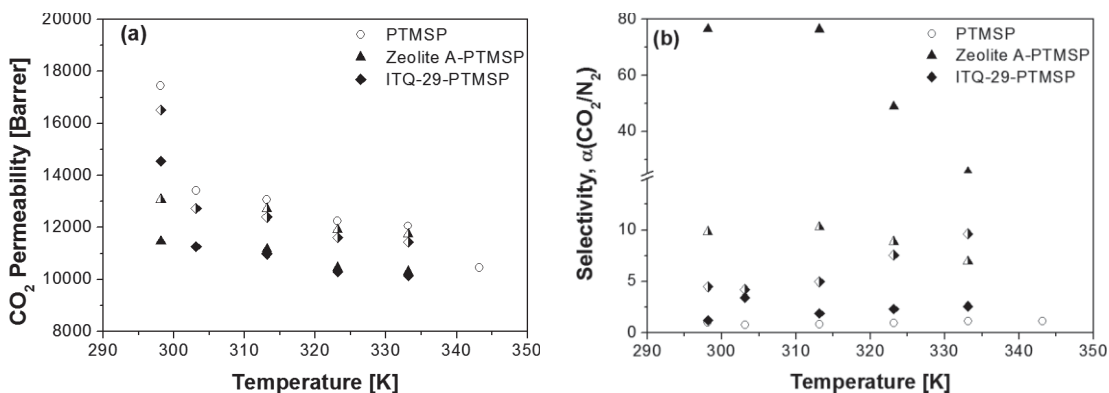 (a)
PTMSP
Zeolite A-PTMSP
ITQ-29-PTMSP
CO2 Permeability [Barrer]
20000
18000
16000
14000
12000
10000
8000
290 300 310 320 330 340 350
Temperature [K]
(b)
PTMSP
Zeolite A-PTMSP
ITQ-29-PTMSP
Selectivity, α(CO2/N2)
80
60
40
10
5
0
290 300 310 320 330 340 350
Temperature [K]